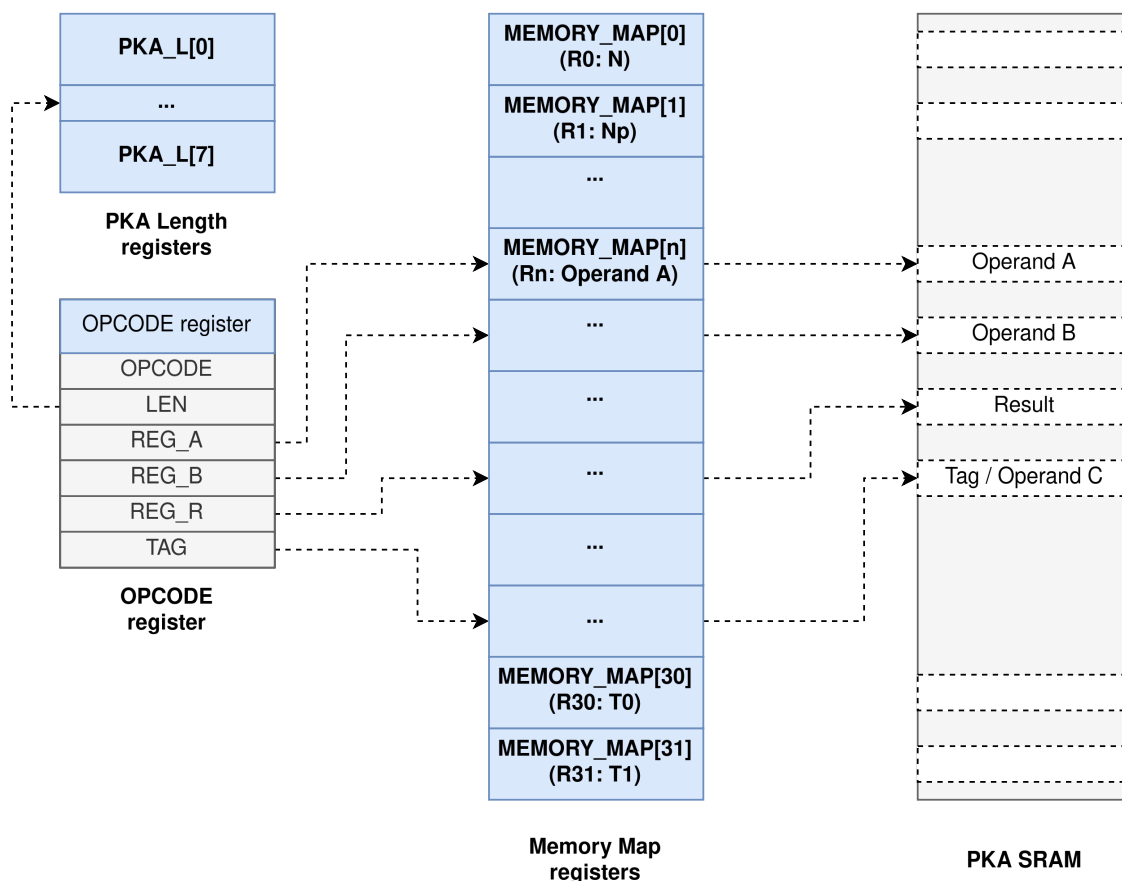 PKA_L[0]
...
PKA_L[7]
PKA Length
registers
OPCODE register
OPCODE
LEN
REG_A
REG_B
REG_R
TAG
OPCODE
register
MEMORY_MAP[0]
(R0: N)
MEMORY_MAP[1]
(R1: Np)
...
MEMORY_MAP[n]
(Rn: Operand A)
...
...
...
...
...
MEMORY_MAP[30]
(R30: T0)
MEMORY_MAP[31]
(R31: T1)
Memory Map
registers
Operand A
Operand B
Result
Tag / Operand C
PKA SRAM